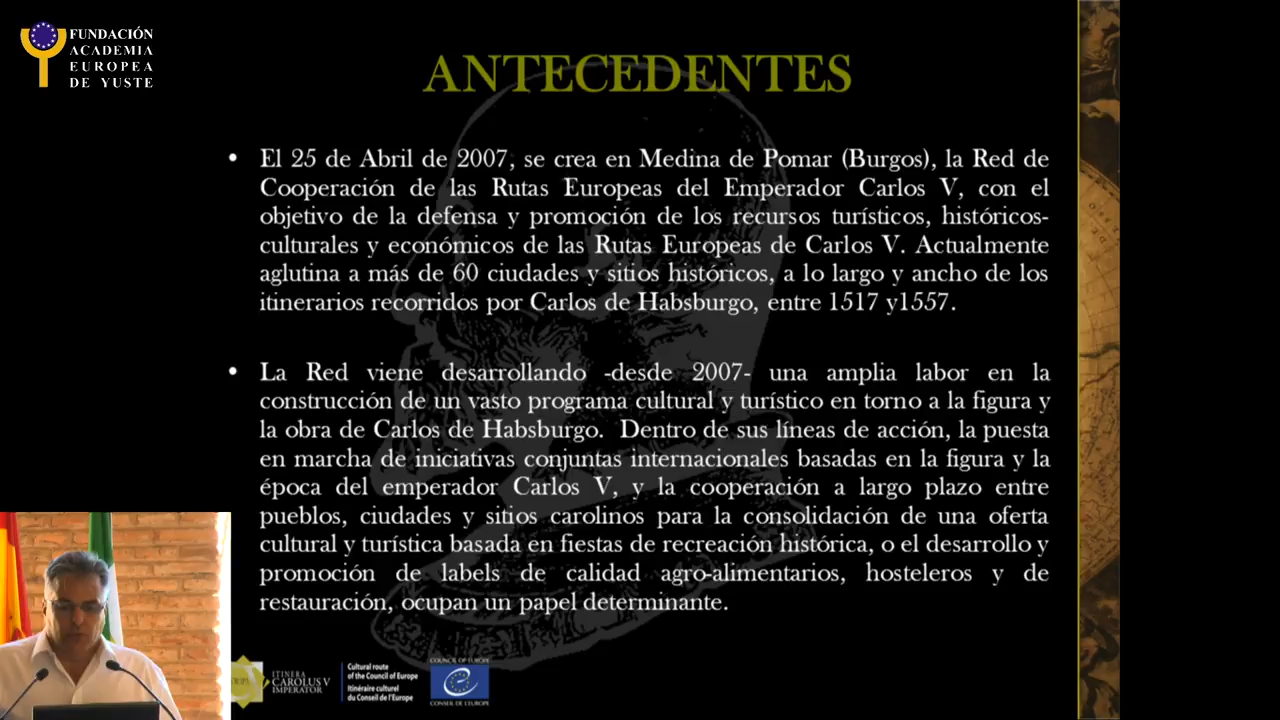 FUNDACIÓN
ACADEMIA
EUROPEA
DE YUSTE
ANTECEDENTES
• El 25 de Abril de 2007, se crea en Medina de Pomar (Burgos), la Red de
Cooperación de las Rutas Europeas del Emperador Carlos V, con el
objetivo de la defensa y promoción de los recursos turísticos, históricos-
culturales y económicos de las Rutas Europeas de Carlos V. Actualmente
aglutina a más de 60 ciudades y sitios históricos, a lo largo y ancho de los
itinerarios recorridos por Carlos de Habsburgo, entre 1517 y1557.
• La Red viene desarrollando -desde 2007- una amplia labor en la
construcción de un vasto programa cultural y turístico en torno a la figura y
la obra de Carlos de Habsburgo. Dentro de sus líneas de acción, la puesta
en marcha de iniciativas conjuntas internacionales basadas en la figura y la
época del emperador Carlos V, y la cooperación a largo plazo entre
pueblos, ciudades y sitios carolinos para la consolidación de una oferta
cultural y turística basada en fiestas de recreación histórica, o el desarrollo y
promoción de labels de calidad agro-alimentarios, hosteleros y de
restauración, ocupan un papel determinante.
ITINERA
CAROLUS V
IMPERATOR
Cultural route
of the Council of Europe
Itinéraire culturel
du Conseil de l'Europe
COUNCIL OF EUROPE
CONSEIL DE L'EUROPE